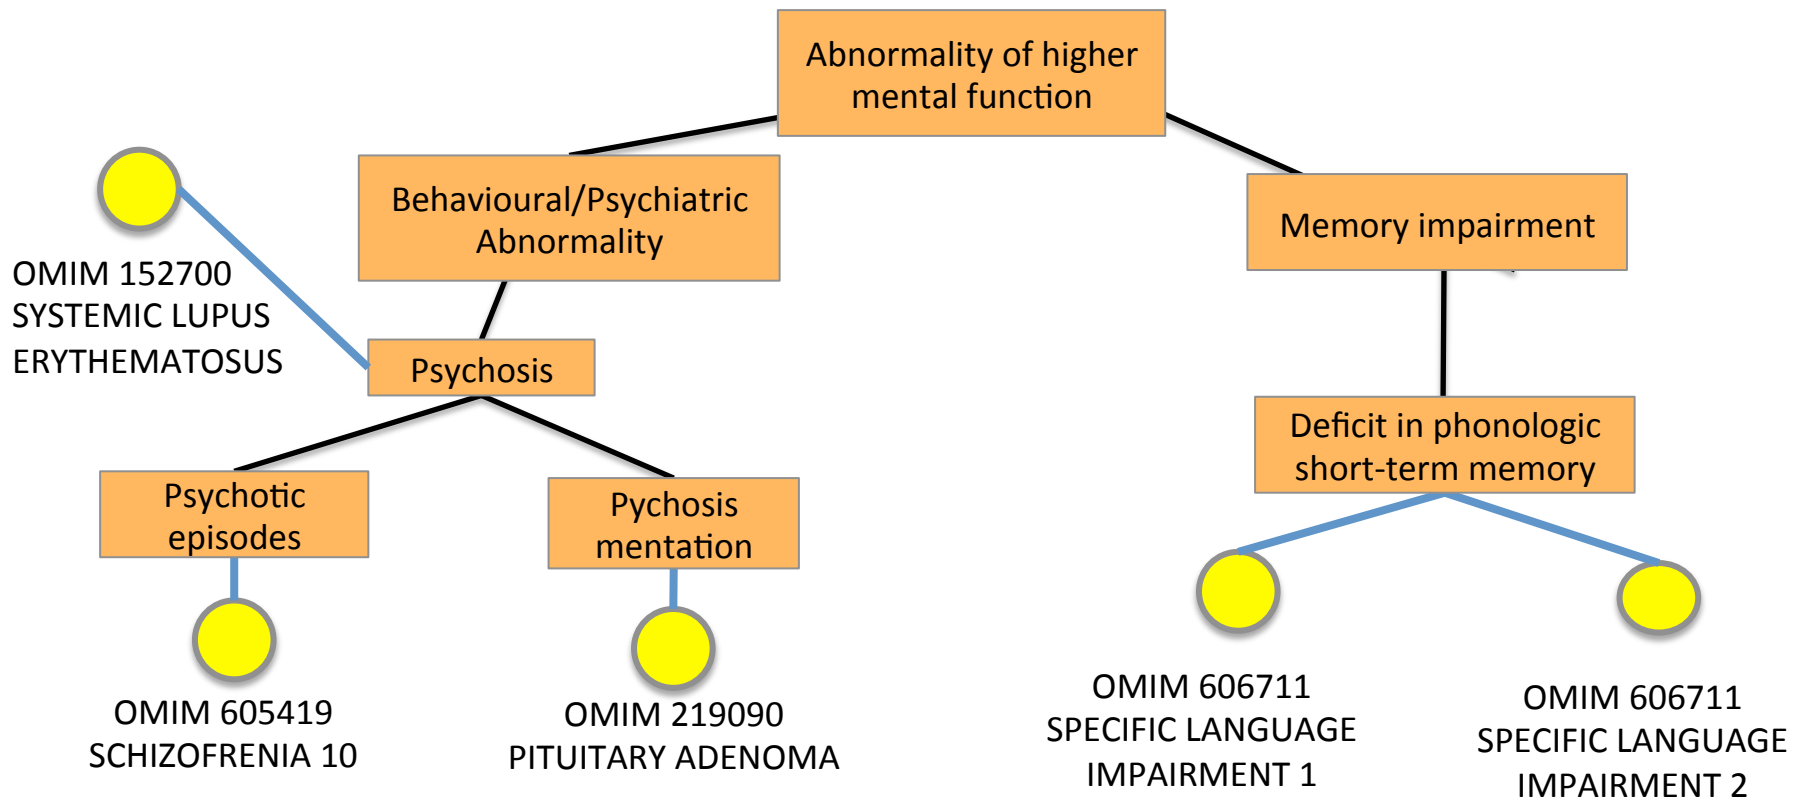 Abnormality of higher
mental function
Behavioural/Psychiatric
Abnormality
Memory impairment
OMIM 152700
SYSTEMIC LUPUS
ERYTHEMATOSUS
Psychosis
Deficit in phonologic
short-term memory
Psychotic
episodes
Pychosis
mentation
OMIM 605419
SCHIZOFRENIA 10
OMIM 219090
PITUITARY ADENOMA
OMIM 606711
SPECIFIC LANGUAGE
IMPAIRMENT 1
OMIM 606711
SPECIFIC LANGUAGE
IMPAIRMENT 2